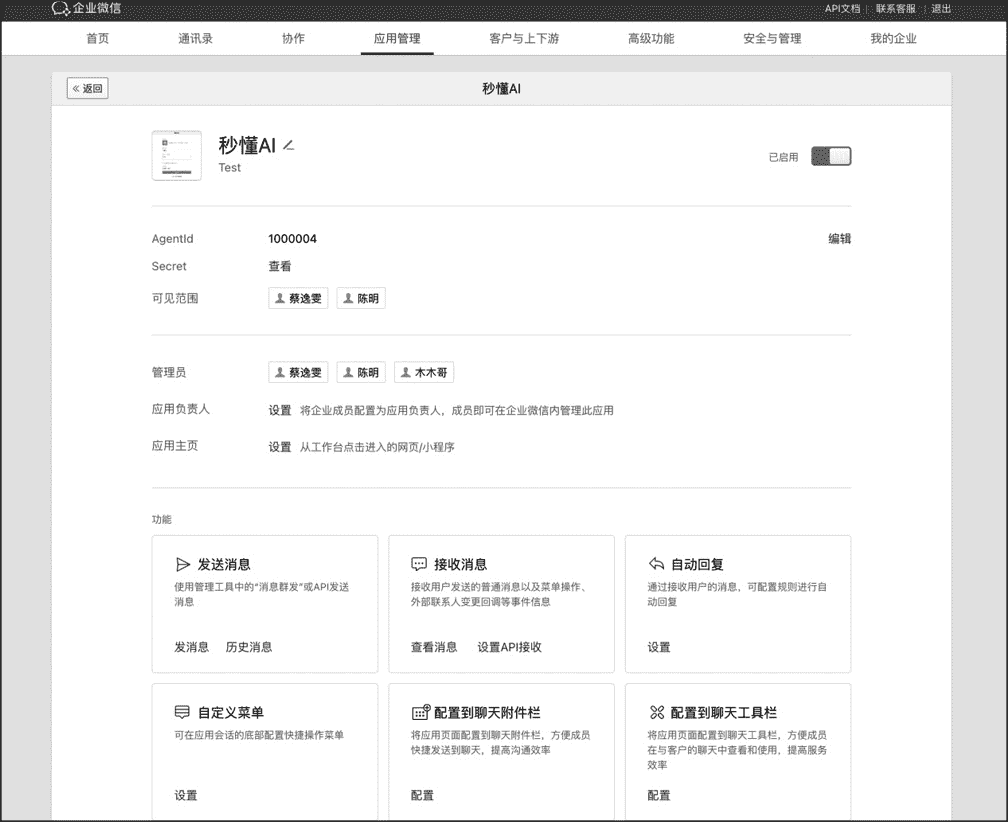 企业微信
API文档 | 联系客服 | 退出
首页 通讯录 协作 应用管理 客户与上下游 高级功能 安全与管理 我的企业
« 返回 秒懂AI
秒懂AI
Test
已启用
AgentId 1000004 编辑
Secret 查看
可见范围 蔡逸雯 陈明
管理员 蔡逸雯 陈明 木木哥
应用负责人 设置 将企业成员配置为应用负责人，成员即可在企业微信内管理此应用
应用主页 设置 从工作台点击进入的网页/小程序
功能
发送消息
使用管理工具中的“消息群发”或API发送
消息
发消息 历史消息
接收消息
接收用户发送的普通消息以及菜单操作、
外部联系人变更回调等事件信息
查看消息 设置API接收
自动回复
通过接收用户的消息，可配置规则进行自
动回复
设置
自定义菜单
可在应用会话的底部配置快捷操作菜单
设置
配置到聊天附件栏
将应用页面配置到聊天附件栏，方便成员
快捷发送到聊天，提高沟通效率
配置
配置到聊天工具栏
将应用页面配置到聊天工具栏，方便成员
在与客户的聊天中查看和使用，提高服务
效率
配置